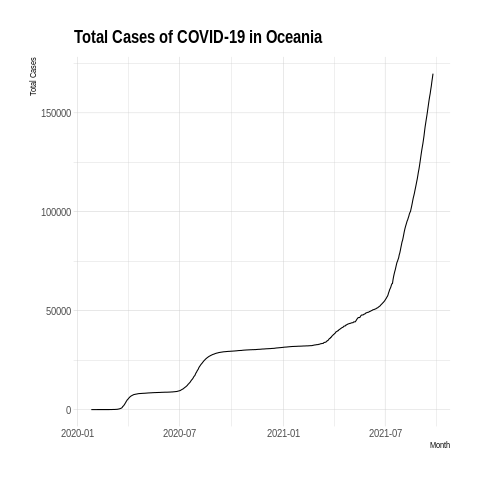 Total Cases of COVID-19 in Oceania
Total Cases
150000
100000
50000
0
2020-01
2020-07
2021-01
2021-07
Month